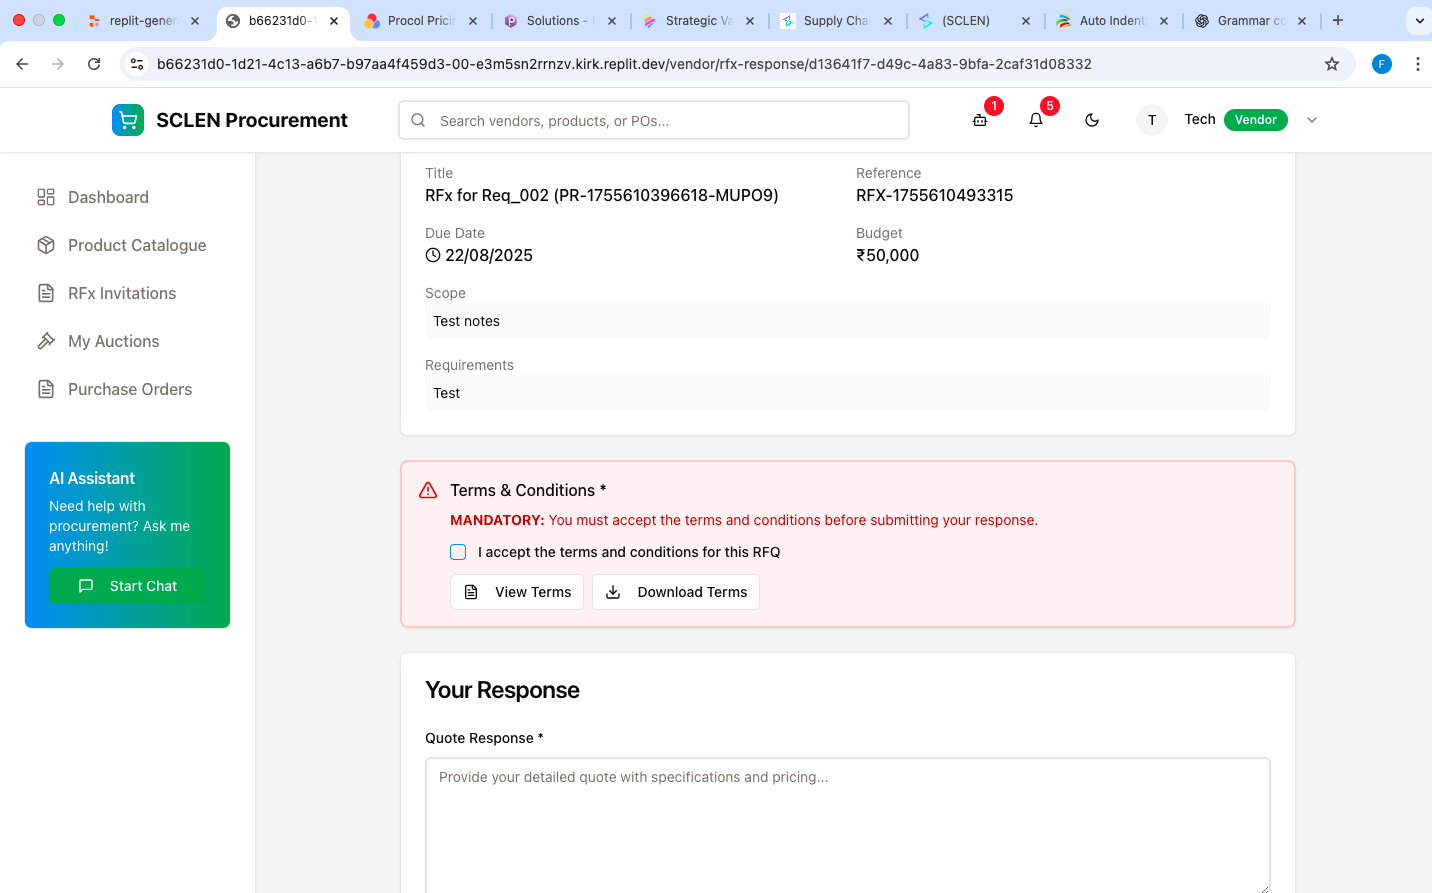 replit-gener
b66231d0-1
Procol Pricin
Solutions -
Strategic Va
Supply Chai
(SCLEN)
Auto Indenti
Grammar co
b66231d0-1d21-4c13-a6b7-b97aa4f459d3-00-e3m5sn2rrnzv.kirk.replit.dev/vendor/rfx-response/d13641f7-d49c-4a83-9bfa-2caf31d08332
F
SCLEN Procurement
Search vendors, products, or POs...
1
5
T
Tech
Vendor
Dashboard
Product Catalogue
RFx Invitations
My Auctions
Purchase Orders
AI Assistant
Need help with
procurement? Ask me
anything!
Start Chat
Title
RFx for Req_002 (PR-1755610396618-MUPO9)
Reference
RFX-1755610493315
Due Date
22/08/2025
Budget
₹50,000
Scope
Test notes
Requirements
Test
Terms & Conditions *
MANDATORY: You must accept the terms and conditions before submitting your response.
I accept the terms and conditions for this RFQ
View Terms
Download Terms
Your Response
Quote Response *
Provide your detailed quote with specifications and pricing...